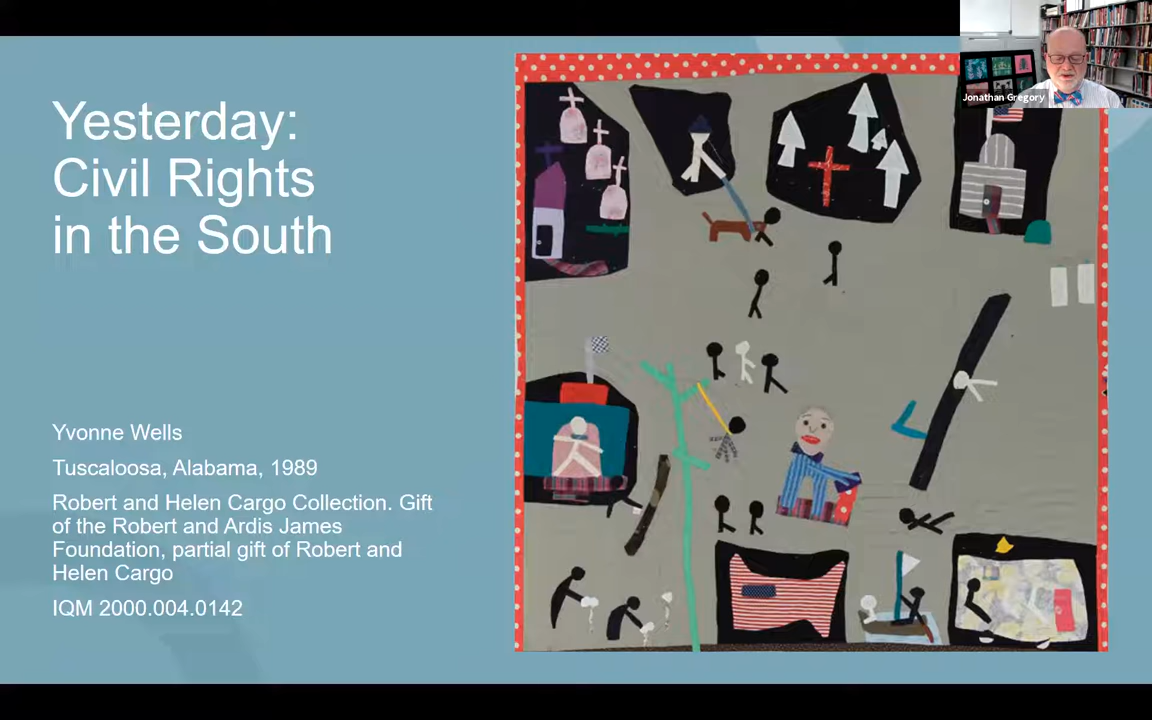 Yesterday:
Civil Rights
in the South
Yvonne Wells
Tuscaloosa, Alabama, 1989
Robert and Helen Cargo Collection. Gift
of the Robert and Ardis James
Foundation, partial gift of Robert and
Helen Cargo
IQM 2000.004.0142
Jonathan Gregory